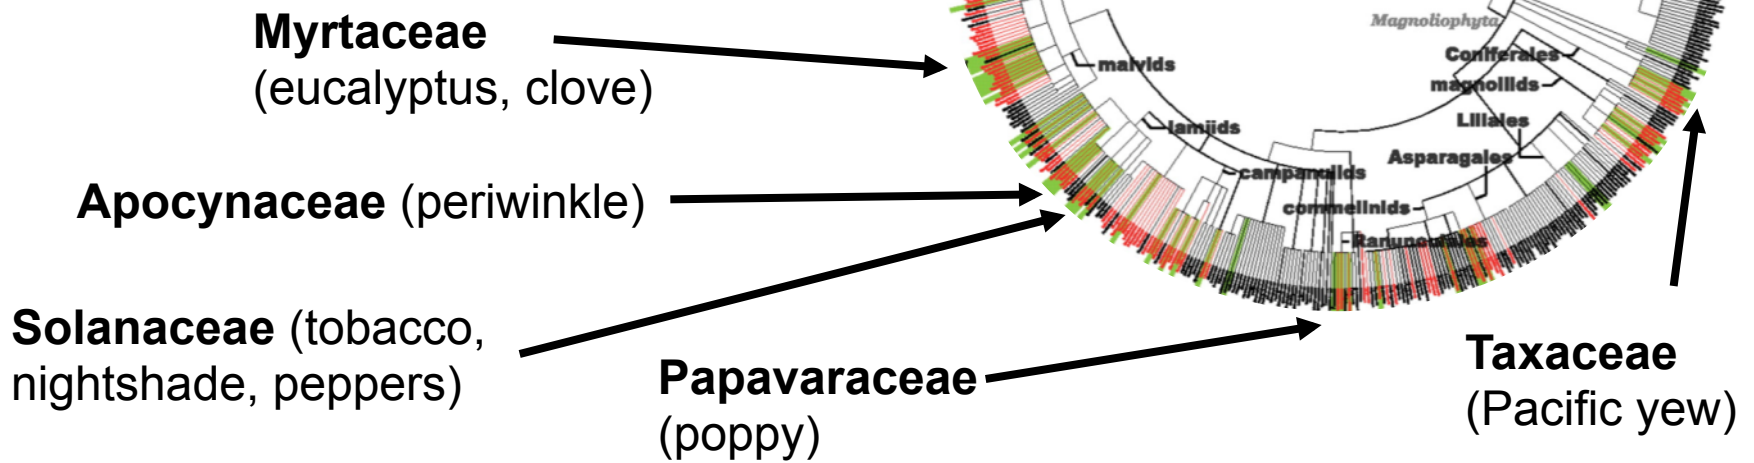 Myrtaceae
(eucalyptus, clove)
Apocynaceae (periwinkle)
Solanaceae (tobacco,
nightshade, peppers)
Papavaraceae
(poppy)
Taxaceae
(Pacific yew)
Magnoliophyta
Coniferales
magnoliids
Liliales
Asparagales
commelinids
Ranunculales
malvids
lamiids
campanulids